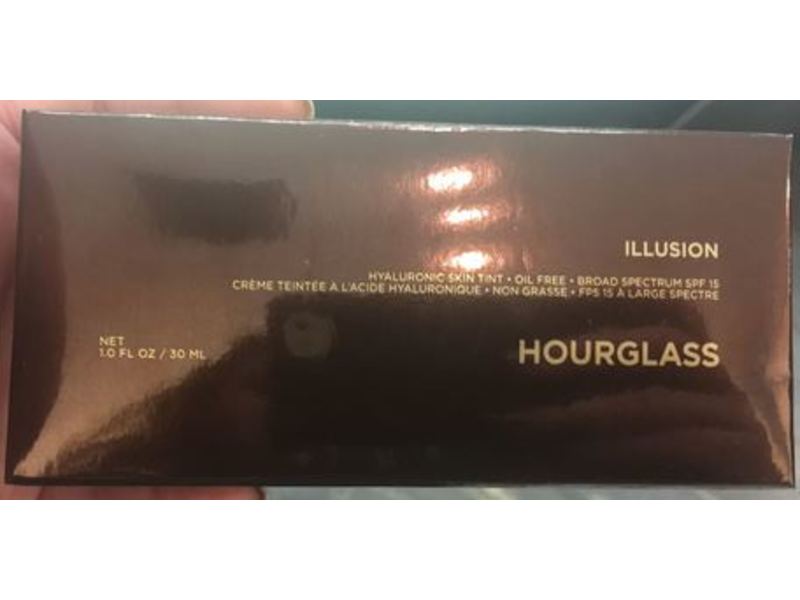 ILLUSION
HYALURONIC SKIN TINT • OIL FREE • BROAD SPECTRUM SPF 15
CRÈME TEINTÉE A L'ACIDE HYALURONIQUE • NON GRASSE • FPS 15 À LARGE SPECTRE
NET
1.0 FL OZ / 30 ML
HOURGLASS